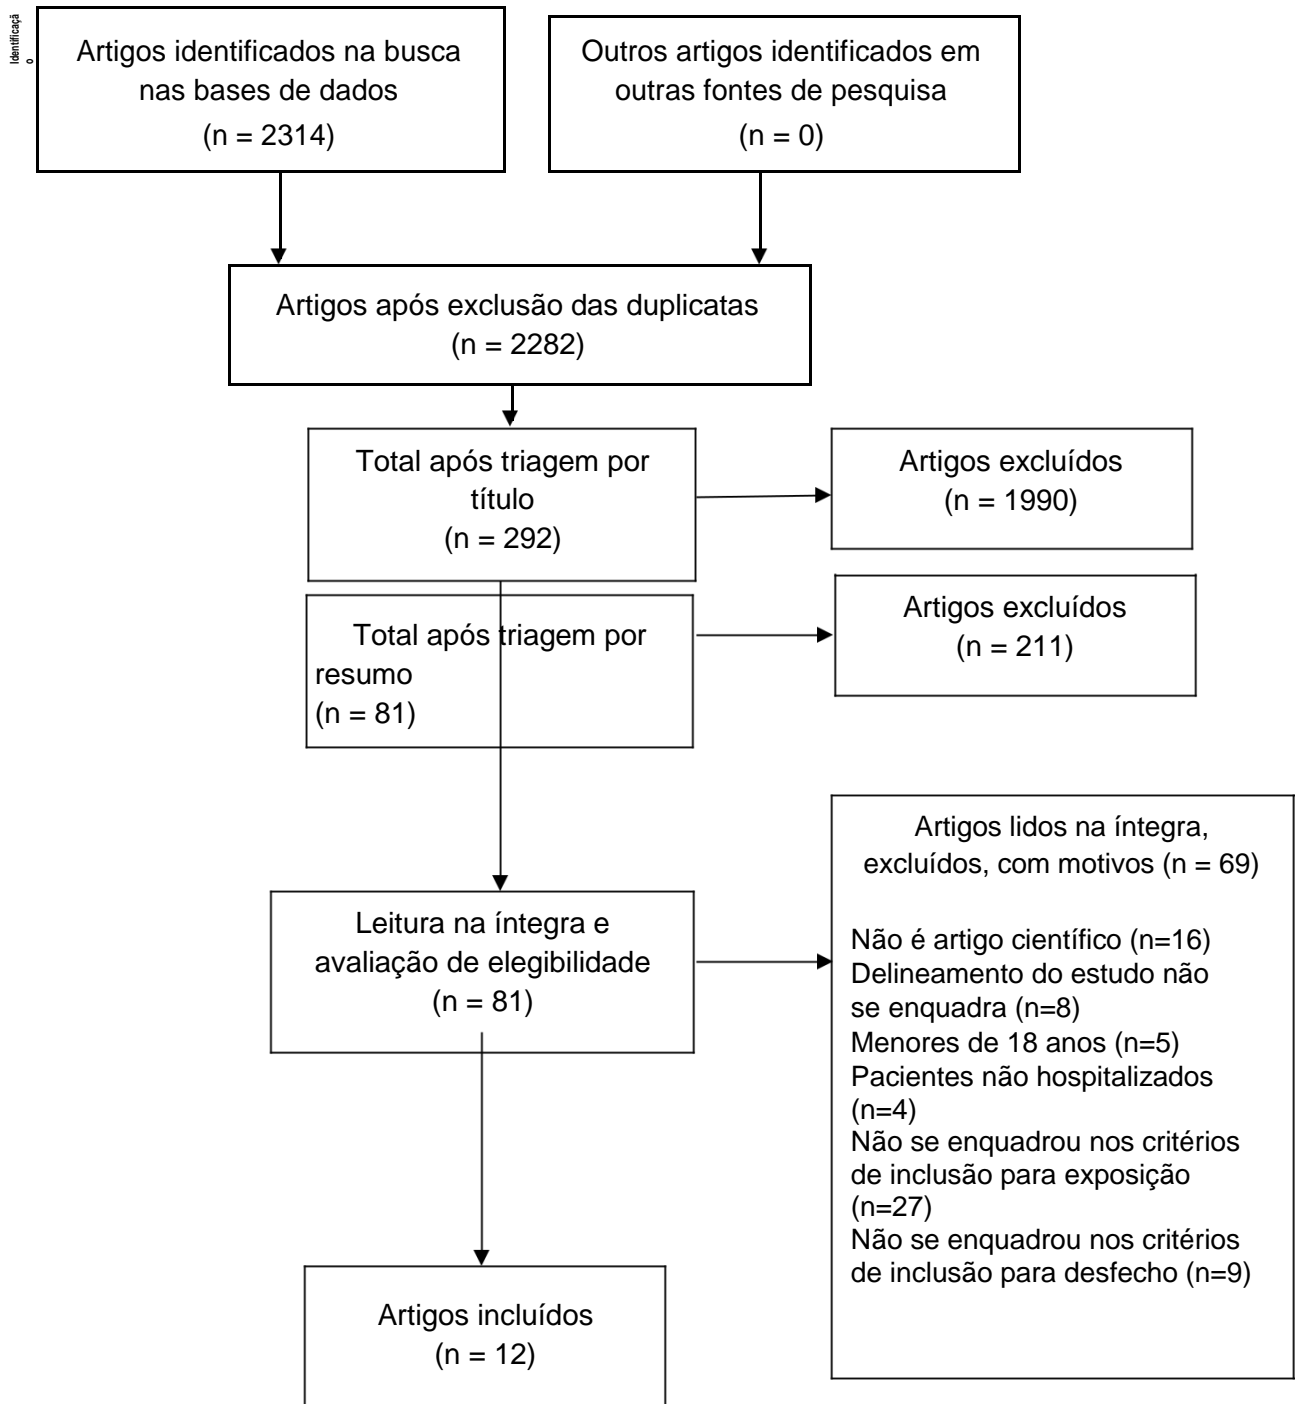 Identificaçã
o
Artigos identificados na busca
nas bases de dados
(n = 2314)
Outros artigos identificados em
outras fontes de pesquisa
(n = 0)
Artigos após exclusão das duplicatas
(n = 2282)
Total após triagem por
título
(n = 292)
Artigos excluídos
(n = 1990)
Total após triagem por
resumo
(n = 81)
Artigos excluídos
(n = 211)
Leitura na íntegra e
avaliação de elegibilidade
(n = 81)
Artigos lidos na íntegra,
excluídos, com motivos (n = 69)
Não é artigo científico (n=16)
Delineamento do estudo não
se enquadra (n=8)
Menores de 18 anos (n=5)
Pacientes não hospitalizados
(n=4)
Não se enquadrou nos critérios
de inclusão para exposição
(n=27)
Não se enquadrou nos critérios
de inclusão para desfecho (n=9)
Artigos incluídos
(n = 12)